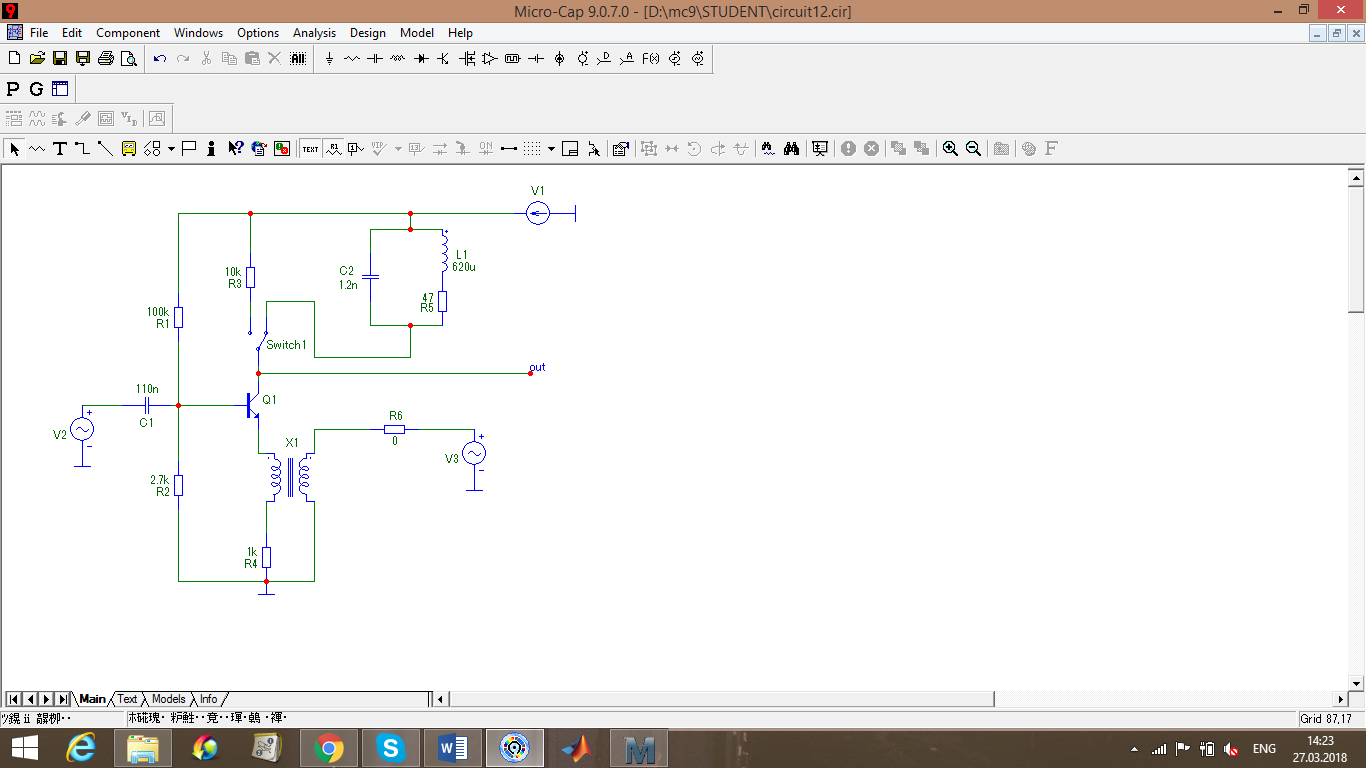 Micro-Cap 9.0.7.0 - [D:\mc9\STUDENT\circuit12.cir]
File Edit Component Windows Options Analysis Design Model Help
P G
TEXT
V1
10k
R3
C2
1.2n
L1
620u
47
R5
100k
R1
Switch1
out
110n
C1
Q1
V2
R6
0
X1
V3
2.7k
R2
1k
R4
Main Text Models Info
Grid 87,17
ENG
14:23
27.03.2018